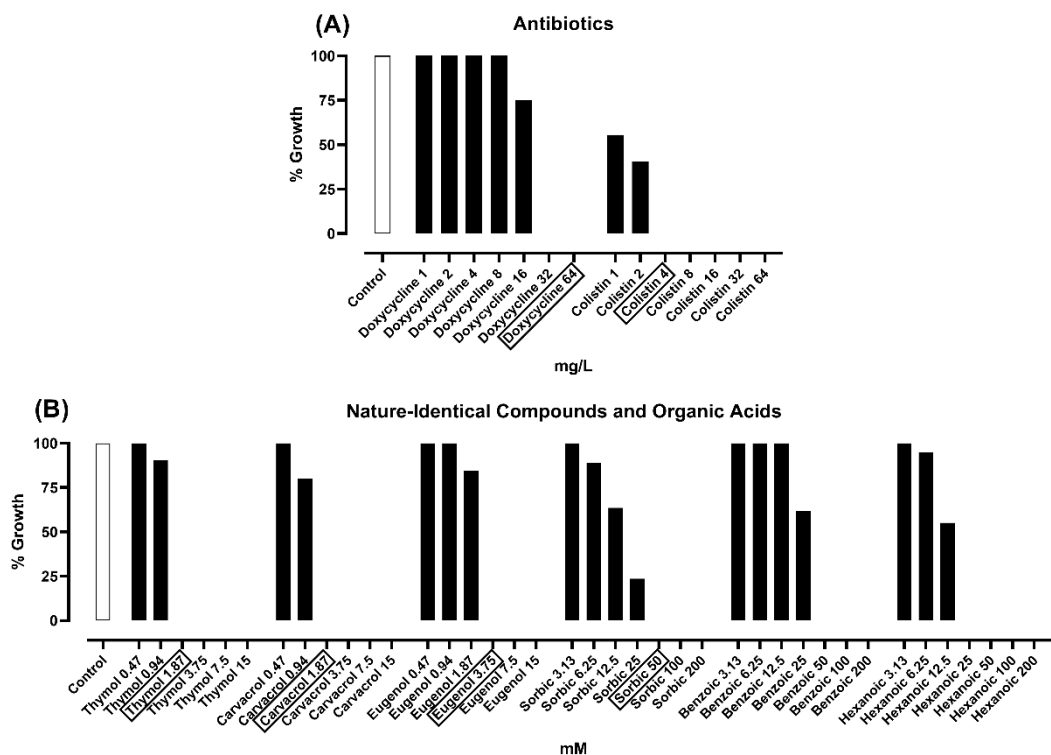 (A)
Antibiotics
100
75
50
25
0
% Growth
Control
Doxycycline 1
Doxycycline 2
Doxycycline 4
Doxycycline 8
Doxycycline 16
Doxycycline 32
Doxycycline 64
Colistin 1
Colistin 2
Colistin 4
Colistin 8
Colistin 16
Colistin 32
Colistin 64
mg/L
(B)
Nature-Identical Compounds and Organic Acids
100
75
50
25
0
% Growth
Control
Thymol 0.47
Thymol 0.94
Thymol 1.87
Thymol 3.75
Thymol 7.5
Thymol 15
Carvacrol 0.47
Carvacrol 0.94
Carvacrol 1.87
Carvacrol 3.75
Carvacrol 7.5
Carvacrol 15
Eugenol 0.47
Eugenol 0.94
Eugenol 1.87
Eugenol 3.75
Eugenol 7.5
Eugenol 15
Sorbic 3.13
Sorbic 6.25
Sorbic 12.5
Sorbic 25
Sorbic 50
Sorbic 100
Sorbic 200
Benzoic 3.13
Benzoic 6.25
Benzoic 12.5
Benzoic 25
Benzoic 50
Benzoic 100
Benzoic 200
Hexanoic 3.13
Hexanoic 6.25
Hexanoic 12.5
Hexanoic 25
Hexanoic 50
Hexanoic 100
Hexanoic 200
mM